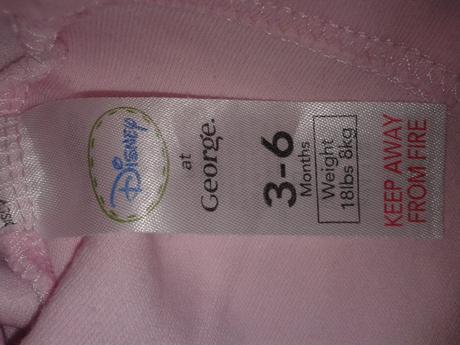 DISNEY
at
George.
3-6
Months
Weight
18lbs 8kg
KEEP AWAY
FROM FIRE